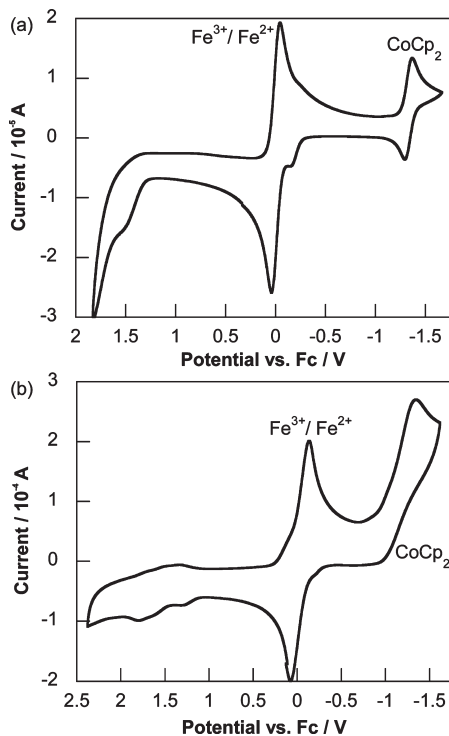 (a)
2
Fe³⁺/ Fe²⁺
CoCp₂
1
0
-1
-2
-3
Current / 10⁻⁵ A
2 1.5 1 0.5 0 -0.5 -1 -1.5
Potential vs. Fc / V
(b)
3
Fe³⁺/ Fe²⁺
2
1
0
CoCp₂
-1
-2
Current / 10⁻⁴ A
2.5 2 1.5 1 0.5 0 -0.5 -1 -1.5
Potential vs. Fc / V